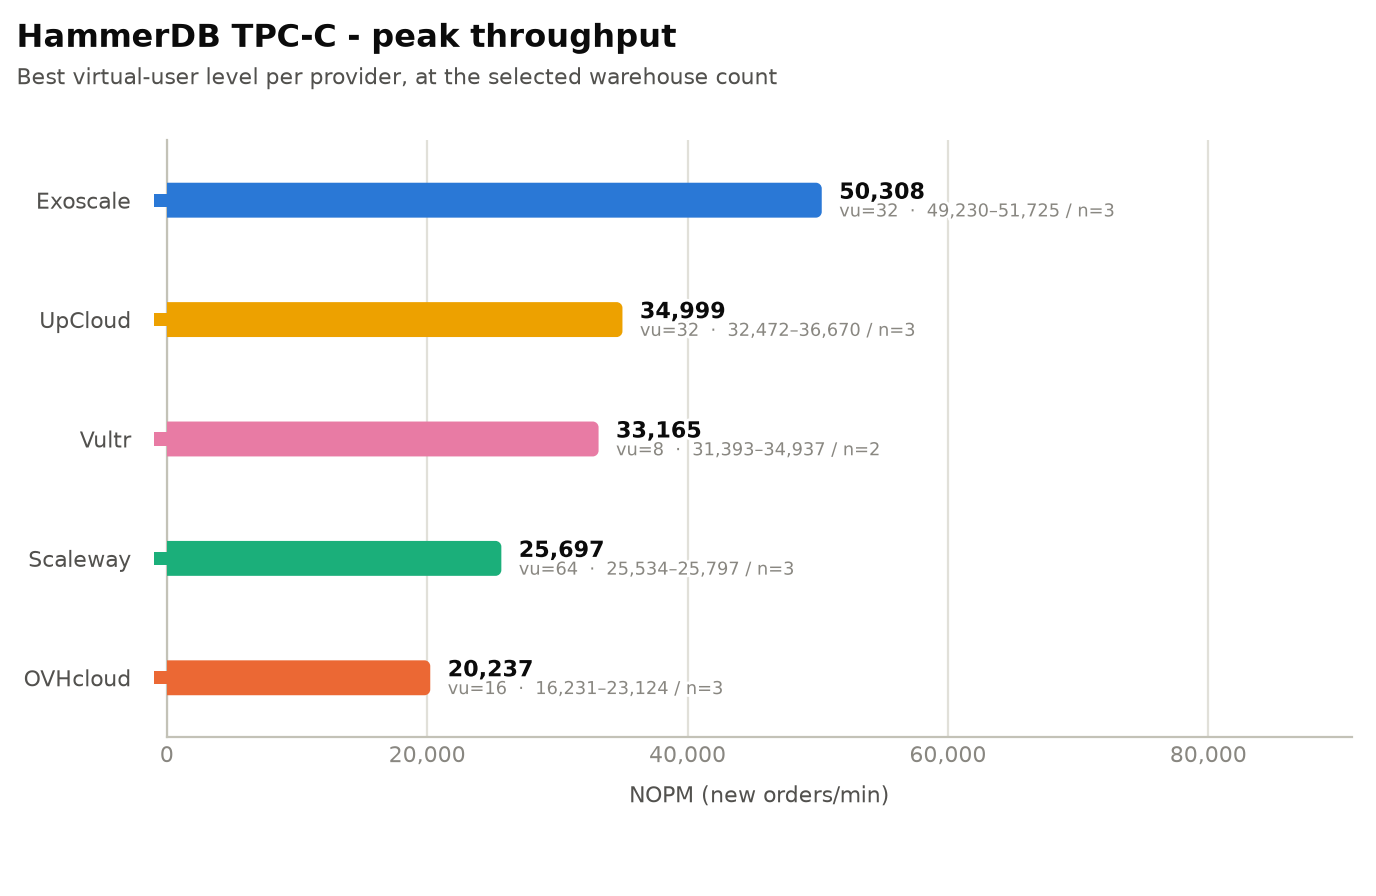 HammerDB TPC-C - peak throughput
Best virtual-user level per provider, at the selected warehouse count
Exoscale
50,308
vu=32 · 49,230–51,725 / n=3
UpCloud
34,999
vu=32 · 32,472–36,670 / n=3
Vultr
33,165
vu=8 · 31,393–34,937 / n=2
Scaleway
25,697
vu=64 · 25,534–25,797 / n=3
OVHcloud
20,237
vu=16 · 16,231–23,124 / n=3
0 20,000 40,000 60,000 80,000
NOPM (new orders/min)